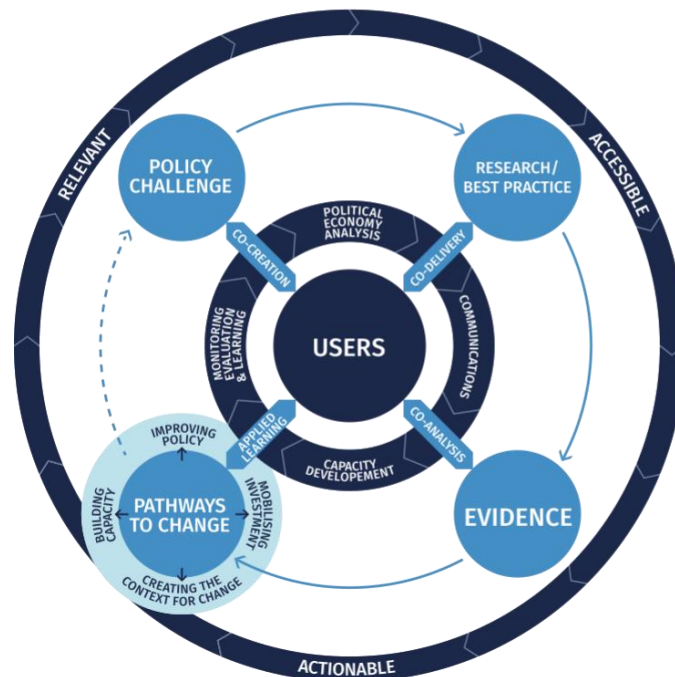 RELEVANT
ACCESSIBLE
POLICY
CHALLENGE
RESEARCH/
BEST PRACTICE
POLITICAL
ECONOMY
ANALYSIS
CO-CREATION
CO-DELIVERY
MONITORING
EVALUATION
& LEARNING
USERS
COMMUNICATIONS
APPLIED
LEARNING
CO-ANALYSIS
CAPACITY
DEVELOPEMENT
IMPROVING
POLICY
BUILDING
CAPACITY
PATHWAYS
TO CHANGE
MOBILISING
INVESTMENT
CREATING THE
CONTEXT FOR CHANGE
EVIDENCE
ACTIONABLE